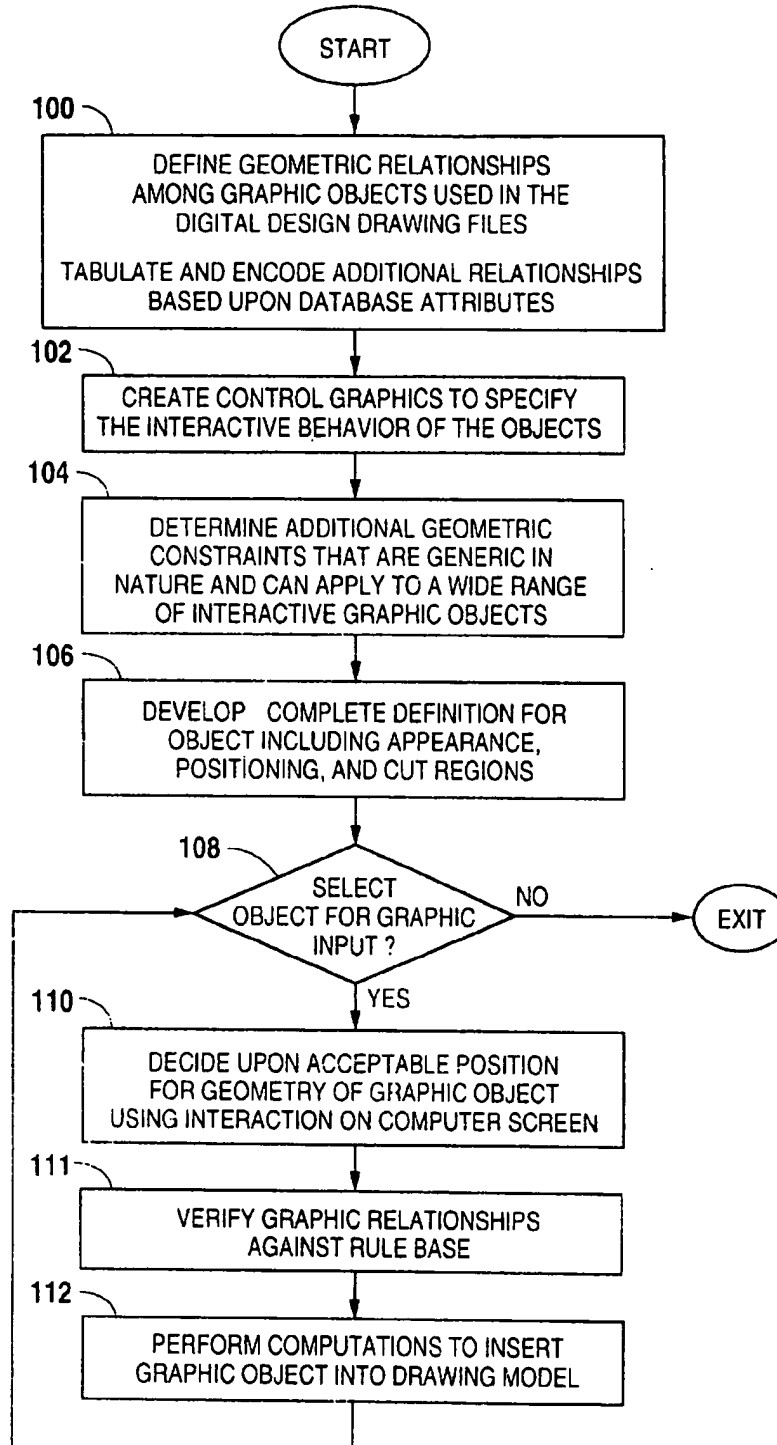 START
100
DEFINE GEOMETRIC RELATIONSHIPS
AMONG GRAPHIC OBJECTS USED IN THE
DIGITAL DESIGN DRAWING FILES
TABULATE AND ENCODE ADDITIONAL RELATIONSHIPS
BASED UPON DATABASE ATTRIBUTES
102
CREATE CONTROL GRAPHICS TO SPECIFY
THE INTERACTIVE BEHAVIOR OF THE OBJECTS
104
DETERMINE ADDITIONAL GEOMETRIC
CONSTRAINTS THAT ARE GENERIC IN
NATURE AND CAN APPLY TO A WIDE RANGE
OF INTERACTIVE GRAPHIC OBJECTS
106
DEVELOP COMPLETE DEFINITION FOR
OBJECT INCLUDING APPEARANCE,
POSITIONING, AND CUT REGIONS
108
SELECT
OBJECT FOR GRAPHIC
INPUT ?
NO
EXIT
YES
110
DECIDE UPON ACCEPTABLE POSITION
FOR GEOMETRY OF GRAPHIC OBJECT
USING INTERACTION ON COMPUTER SCREEN
111
VERIFY GRAPHIC RELATIONSHIPS
AGAINST RULE BASE
112
PERFORM COMPUTATIONS TO INSERT
GRAPHIC OBJECT INTO DRAWING MODEL